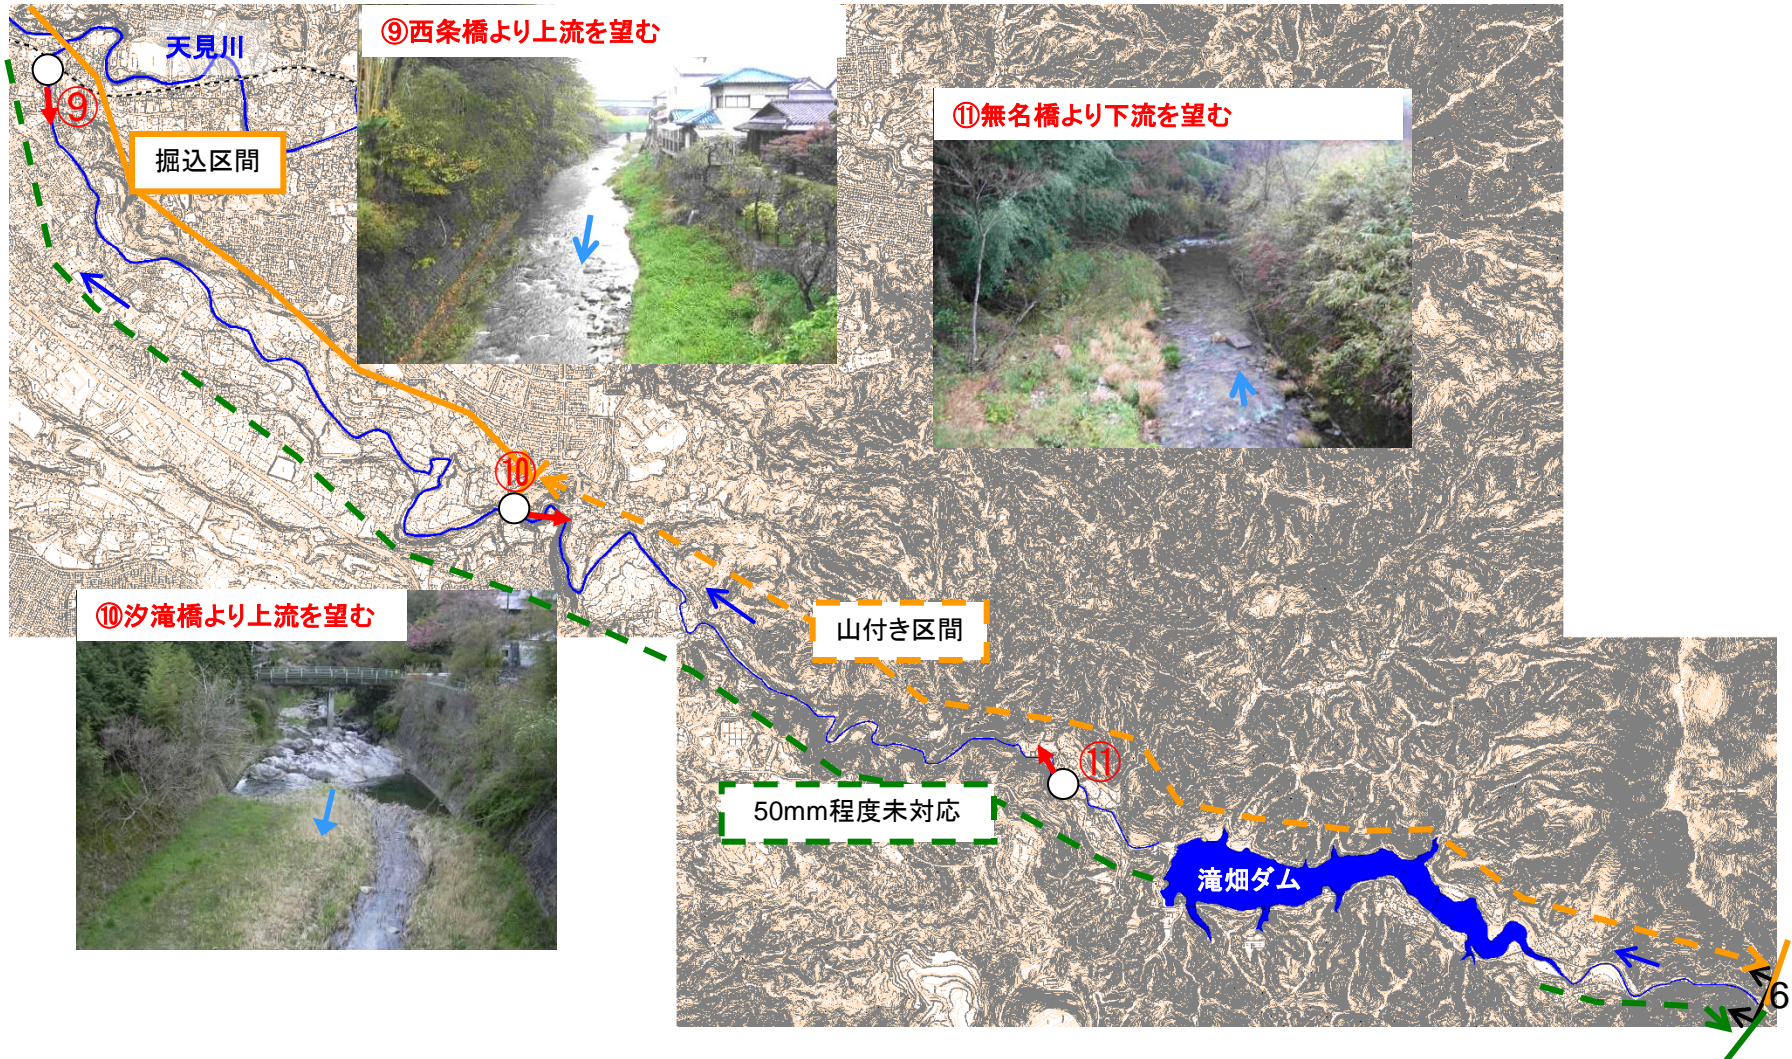 天見川
⑨西条橋より上流を望む
⑨
掘込区間
⑪無名橋より下流を望む
⑩
⑩汐滝橋より上流を望む
山付き区間
⑪
50mm程度未対応
滝畑ダム
6